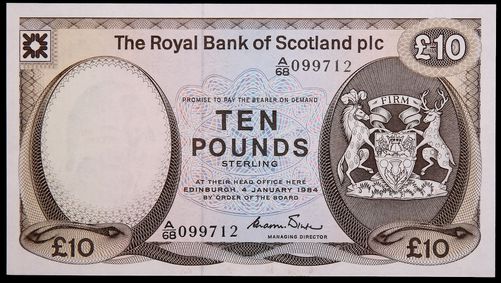 The Royal Bank of Scotland plc
£10
A/68 099712
PROMISE TO PAY THE BEARER ON DEMAND
FIRM
TEN
POUNDS
STERLING
AT THEIR HEAD OFFICE HERE
EDINBURGH, 4 JANUARY 1984
BY ORDER OF THE BOARD
A/68 099712
MANAGING DIRECTOR
£10
£10